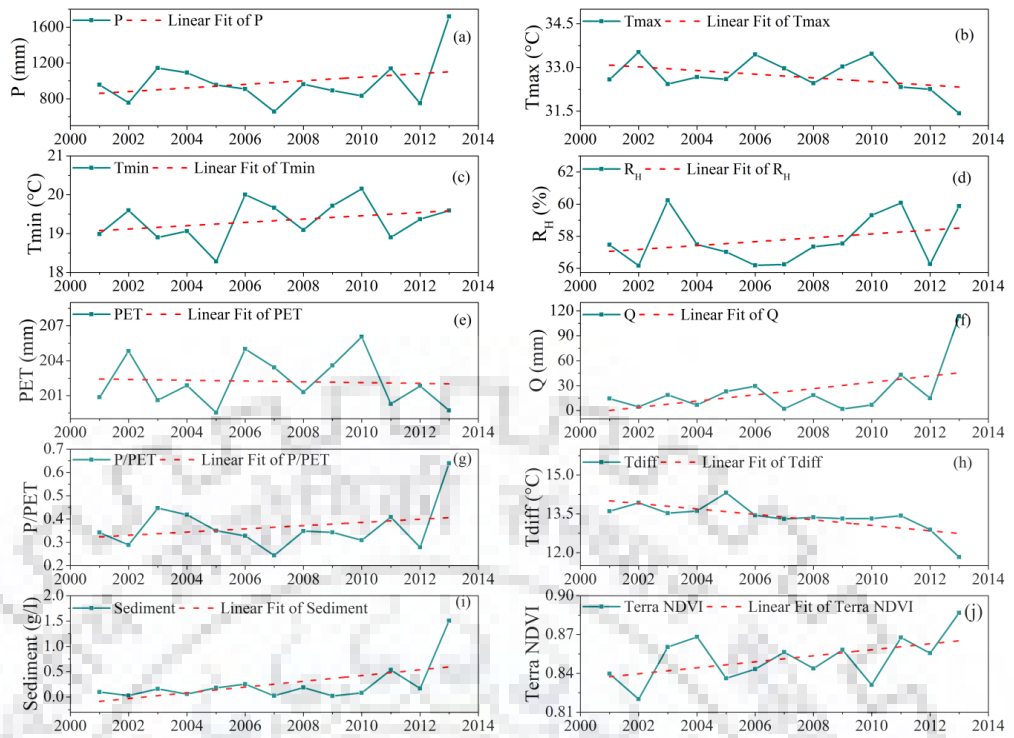 P Linear Fit of P
(a)
P (mm)
1600
800
2000 2002 2004 2006 2008 2010 2012 2014
Tmax Linear Fit of Tmax
(b)
Tmax (°C)
34.5
33.0
31.5
2000 2002 2004 2006 2008 2010 2012 2014
Tmin Linear Fit of Tmin
(c)
Tmin (°C)
21
20
19
18
2000 2002 2004 2006 2008 2010 2012 2014
RH Linear Fit of RH
(d)
RH (%)
62
60
58
56
2000 2002 2004 2006 2008 2010 2012 2014
PET Linear Fit of PET
(e)
PET (mm)
207
204
201
2000 2002 2004 2006 2008 2010 2012 2014
Q Linear Fit of Q
(f)
Q (mm)
120
90
60
30
0
2000 2002 2004 2006 2008 2010 2012 2014
P/PET Linear Fit of P/PET
(g)
P/PET
0.7
0.6
0.5
0.4
0.3
0.2
2000 2002 2004 2006 2008 2010 2012 2014
Tdiff Linear Fit of Tdiff
(h)
Tdiff (°C)
15.0
13.5
12.0
2000 2002 2004 2006 2008 2010 2012 2014
Sediment Linear Fit of Sediment
(i)
Sediment (g/l)
2.0
1.5
1.0
0.5
0.0
2000 2002 2004 2006 2008 2010 2012 2014
Terra NDVI Linear Fit of Terra NDVI
(j)
Terra NDVI
0.90
0.87
0.84
0.81
2000 2002 2004 2006 2008 2010 2012 2014